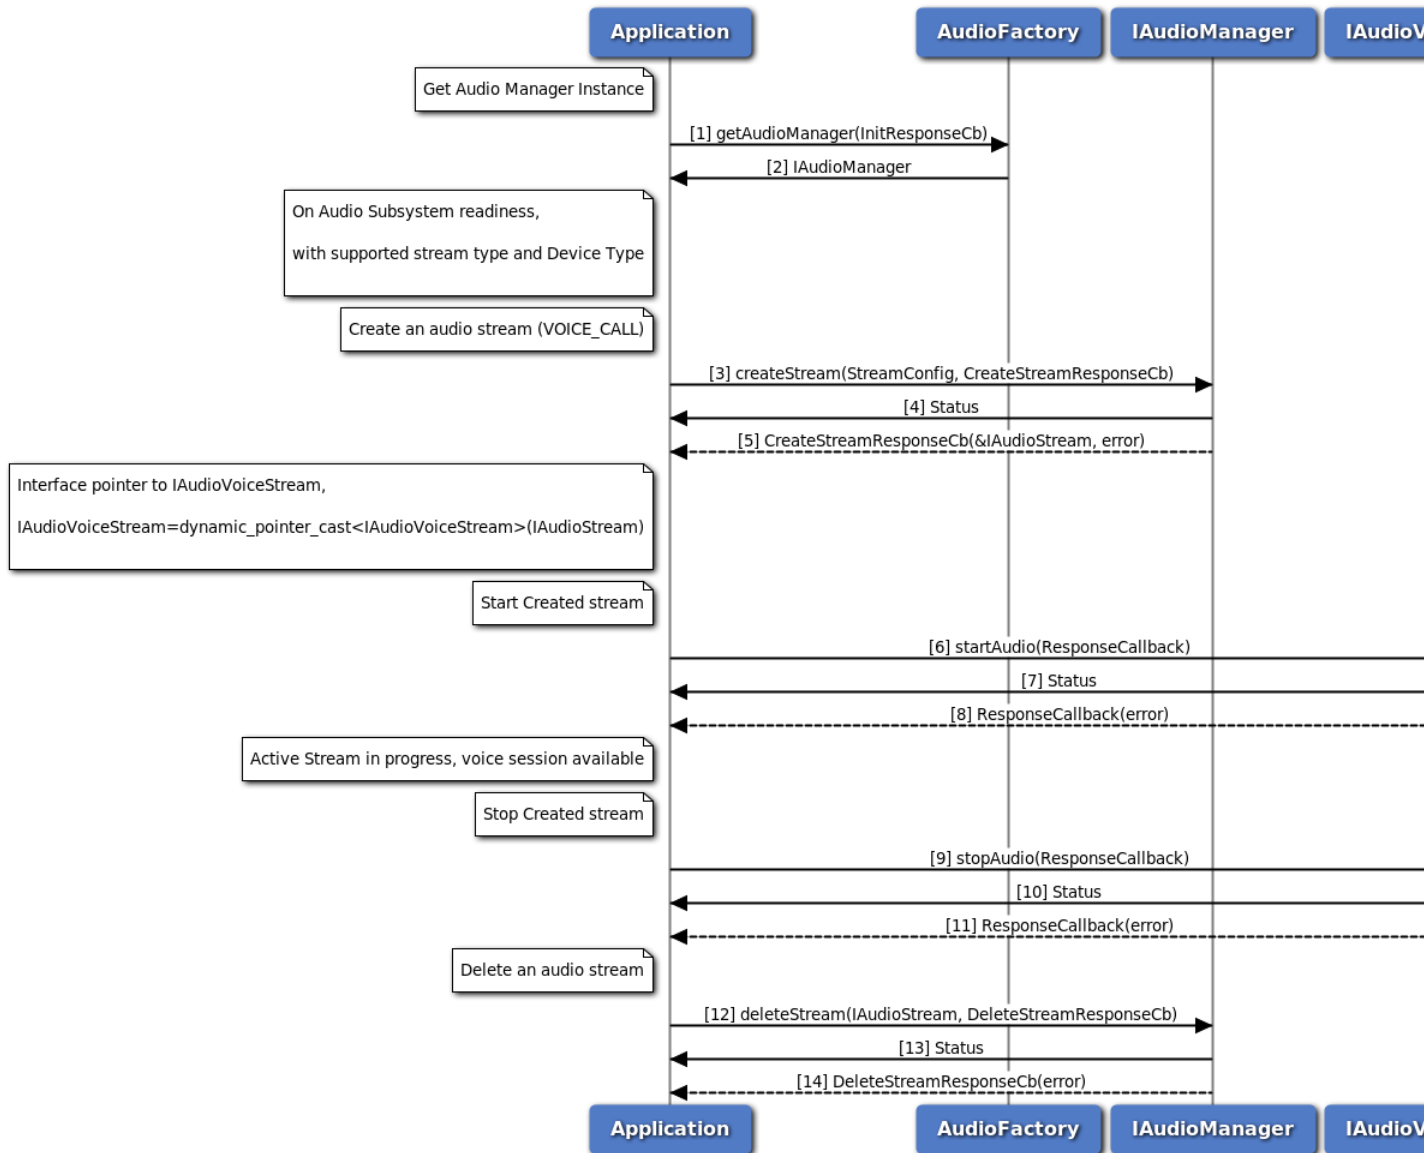 Application
AudioFactory
IAudioManager
IAudioV
Get Audio Manager Instance
[1] getAudioManager(InitResponseCb)
[2] IAudioManager
On Audio Subsystem readiness,
with supported stream type and Device Type
Create an audio stream (VOICE_CALL)
[3] createStream(StreamConfig, CreateStreamResponseCb)
[4] Status
[5] CreateStreamResponseCb(&IAudioStream, error)
Interface pointer to IAudioVoiceStream,
IAudioVoiceStream=dynamic_pointer_cast<IAudioVoiceStream>(IAudioStream)
Start Created stream
[6] startAudio(ResponseCallback)
[7] Status
[8] ResponseCallback(error)
Active Stream in progress, voice session available
Stop Created stream
[9] stopAudio(ResponseCallback)
[10] Status
[11] ResponseCallback(error)
Delete an audio stream
[12] deleteStream(IAudioStream, DeleteStreamResponseCb)
[13] Status
[14] DeleteStreamResponseCb(error)
Application
AudioFactory
IAudioManager
IAudioV